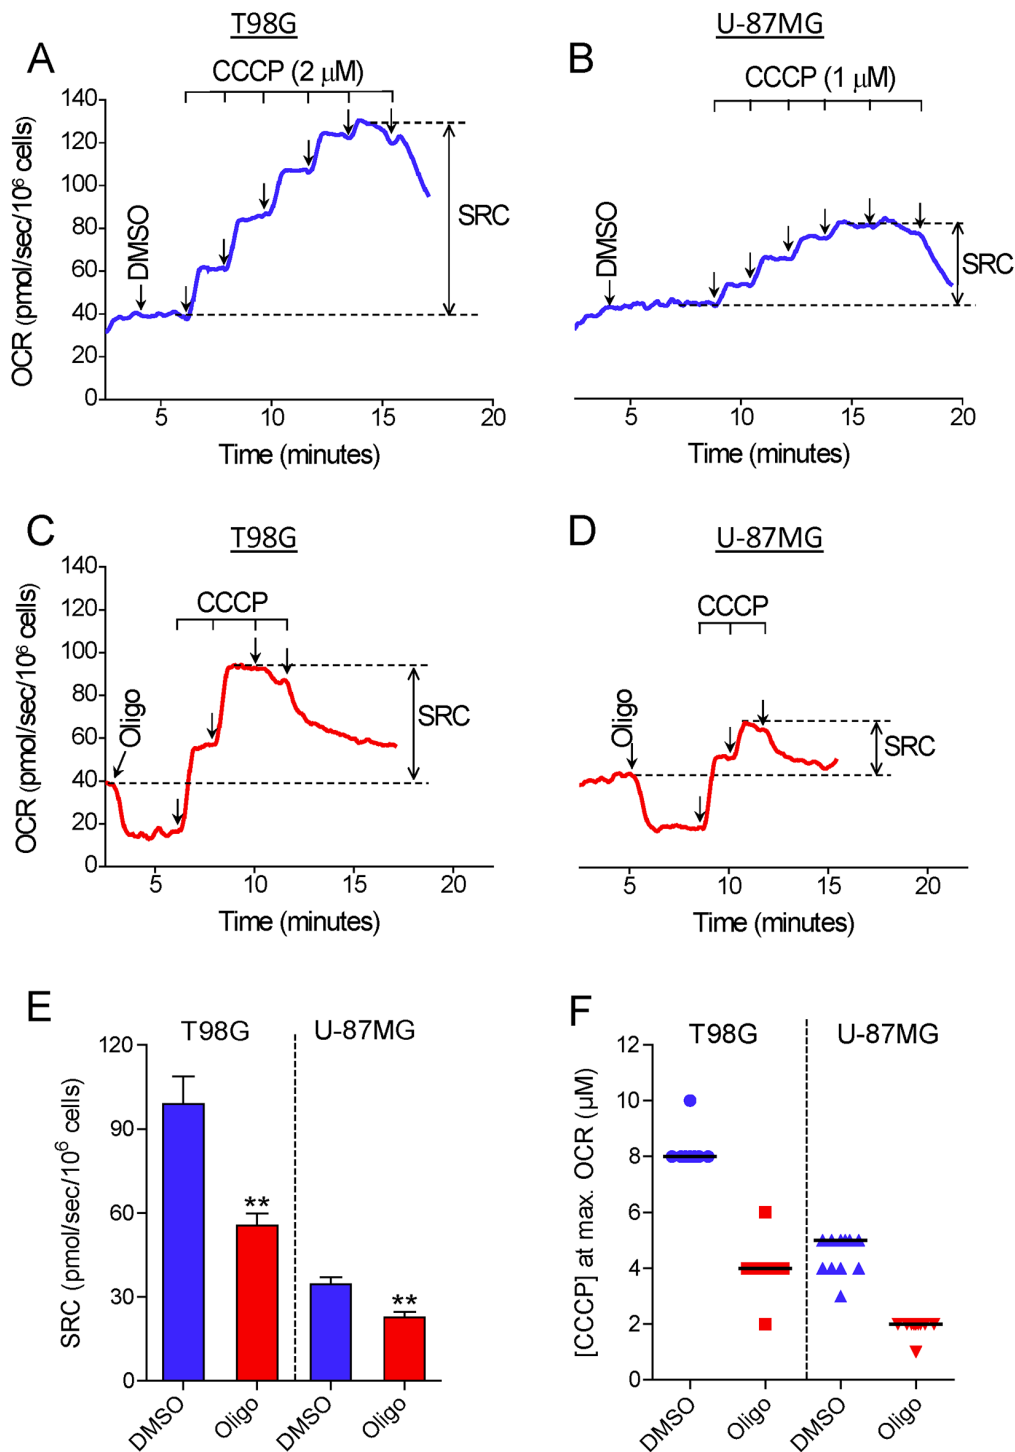 T98G
U-87MG
A
B
CCCP (2 μM)
CCCP (1 μM)
OCR (pmol/sec/10⁶ cells)
140
120
100
80
60
40
20
0
DMSO
SRC
DMSO
SRC
5
10
15
20
5
10
15
20
Time (minutes)
Time (minutes)
C
D
T98G
U-87MG
OCR (pmol/sec/10⁶ cells)
140
120
100
80
60
40
20
0
CCCP
CCCP
Oligo
SRC
Oligo
SRC
5
10
15
20
5
10
15
20
Time (minutes)
Time (minutes)
E
F
T98G
U-87MG
T98G
U-87MG
SRC (pmol/sec/10⁶ cells)
120
90
60
30
0
**
**
DMSO
Oligo
DMSO
Oligo
[CCCP] at max. OCR (μM)
12
10
8
6
4
2
0
DMSO
Oligo
DMSO
Oligo